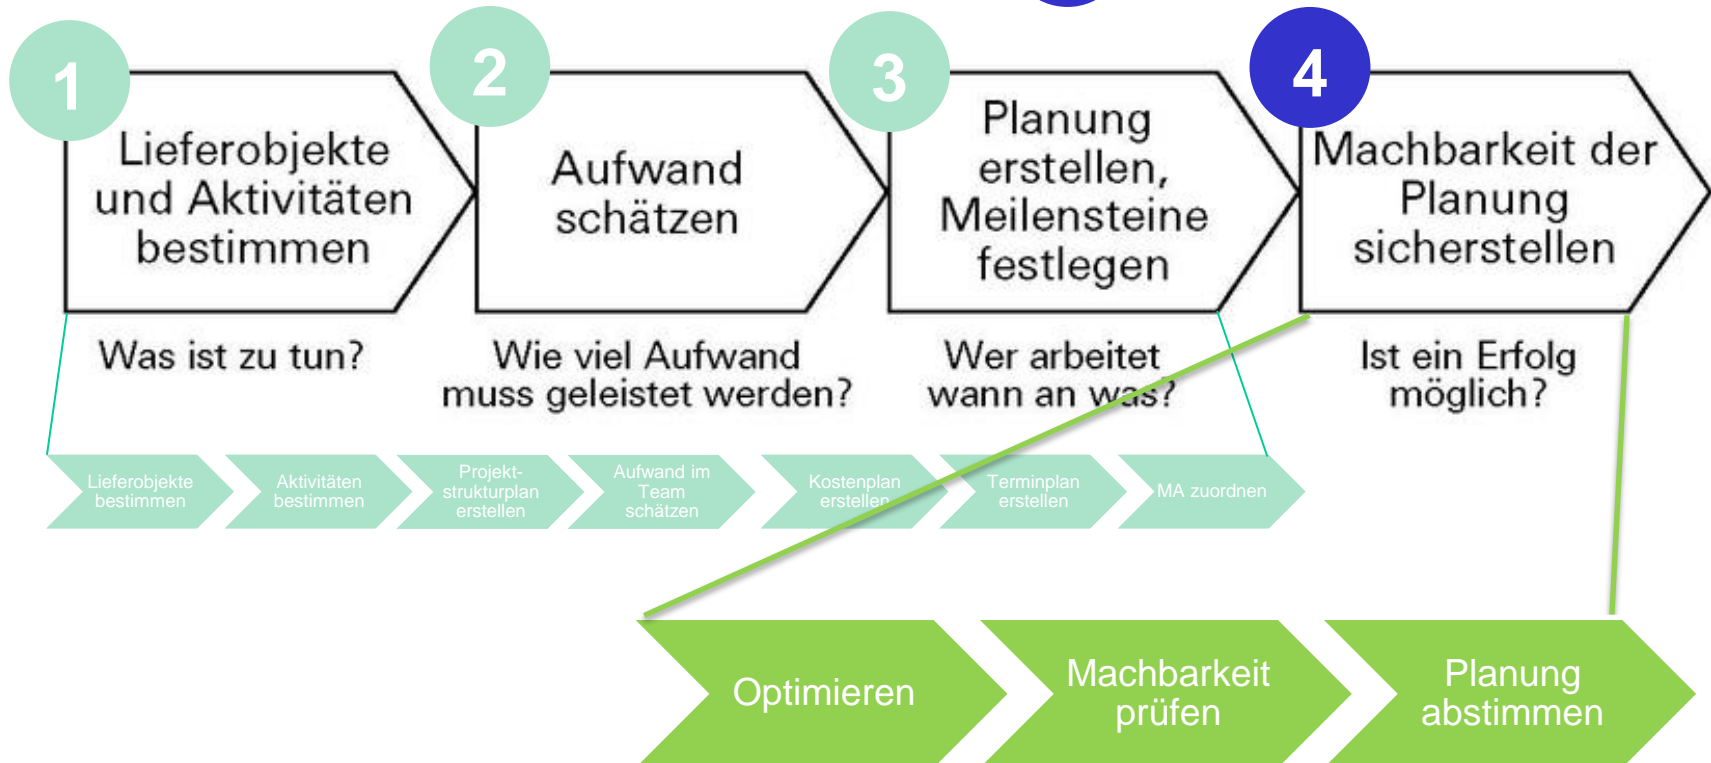 1
Lieferobjekte
und Aktivitäten
bestimmen
Was ist zu tun?
2
Aufwand
schätzen
Wie viel Aufwand
muss geleistet werden?
3
Planung
erstellen,
Meilensteine
festlegen
Wer arbeitet
wann an was?
4
Machbarkeit der
Planung
sicherstellen
Ist ein Erfolg
möglich?
Lieferobjekte
bestimmen
Aktivitäten
bestimmen
Projekt-
strukturplan
erstellen
Aufwand im
Team
schätzen
Kostenplan
erstellen
Terminplan
erstellen
MA zuordnen
Optimieren
Machbarkeit
prüfen
Planung
abstimmen